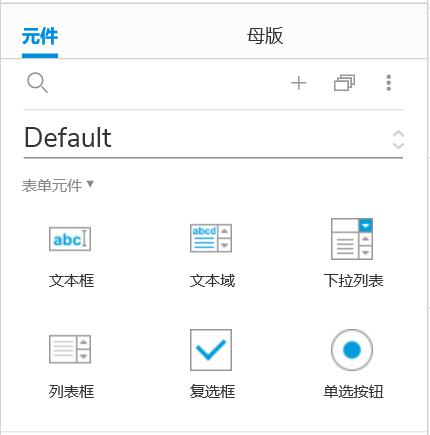 元件 母版
Default
表单元件
abc abcd
文本框 文本域 下拉列表
列表框 复选框 单选按钮